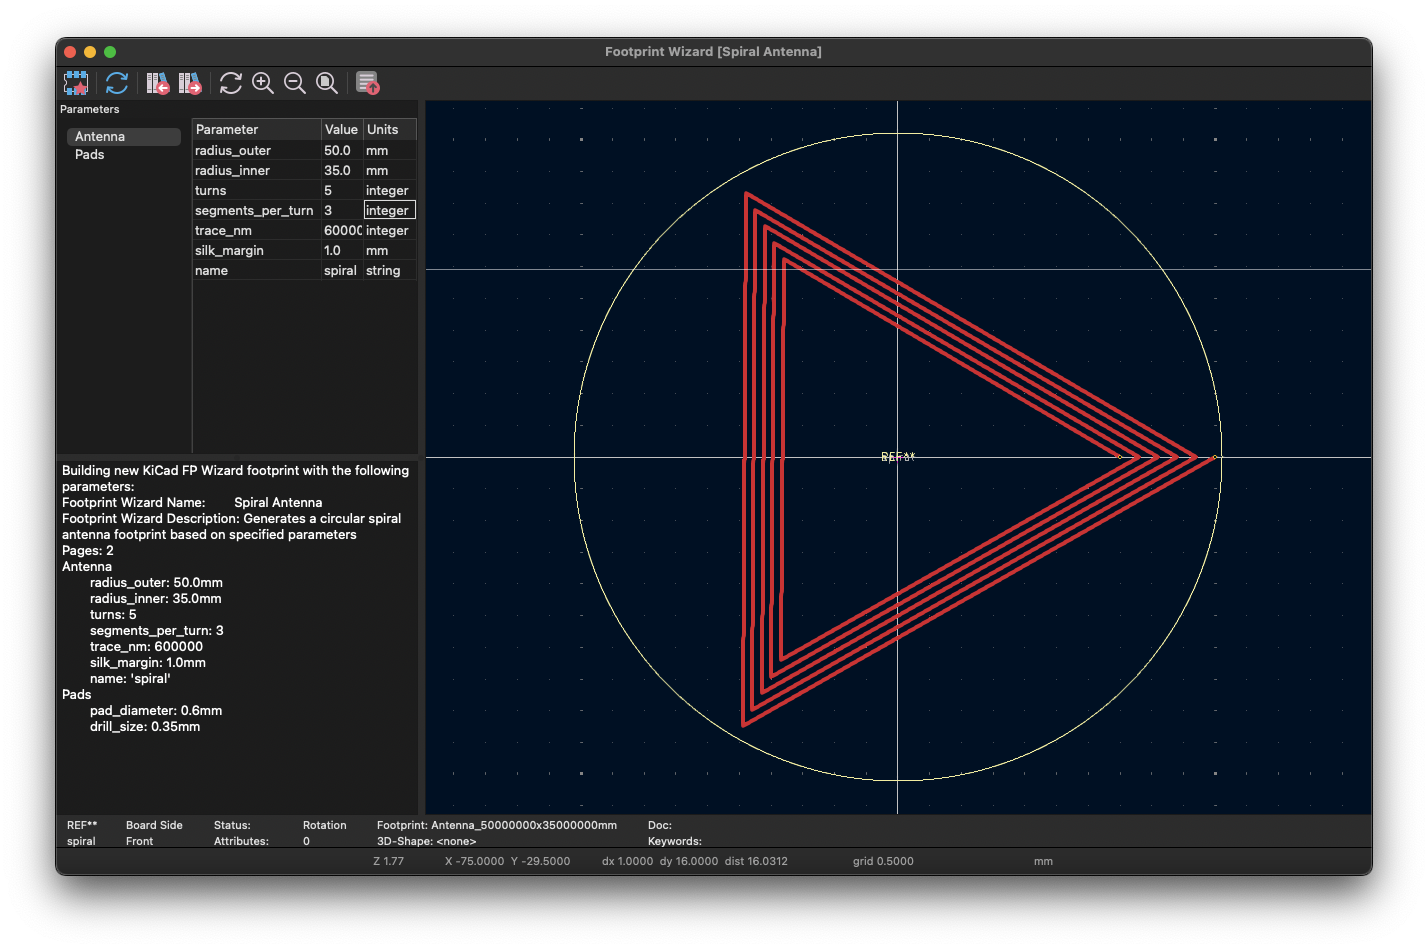 Footprint Wizard [Spiral Antenna]
Parameters
Antenna
Pads
Parameter Value Units
radius_outer 50.0 mm
radius_inner 35.0 mm
turns 5 integer
segments_per_turn 3 integer
trace_nm 60000 integer
silk_margin 1.0 mm
name spiral string
REF**
Building new KiCad FP Wizard footprint with the following
parameters:
Footprint Wizard Name: Spiral Antenna
Footprint Wizard Description: Generates a circular spiral
antenna footprint based on specified parameters
Pages: 2
Antenna
radius_outer: 50.0mm
radius_inner: 35.0mm
turns: 5
segments_per_turn: 3
trace_nm: 600000
silk_margin: 1.0mm
name: 'spiral'
Pads
pad_diameter: 0.6mm
drill_size: 0.35mm
REF** Board Side Status: Rotation Footprint: Antenna_50000000x35000000mm Doc:
spiral Front Attributes: 0 3D-Shape: <none> Keywords:
Z 1.77 X -75.0000 Y -29.5000 dx 1.0000 dy 16.0000 dist 16.0312 grid 0.5000 mm